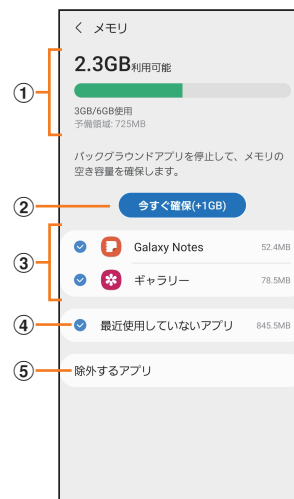 メモリ
2.3GB利用可能
①
3GB/6GB使用
予備領域: 725MB
バックグラウンドアプリを停止して、メモリの
空き容量を確保します。
② 今すぐ確保(+1GB)
③
Galaxy Notes 52.4MB
ギャラリー 78.5MB
④ 最近使用していないアプリ 845.5MB
⑤ 除外するアプリ